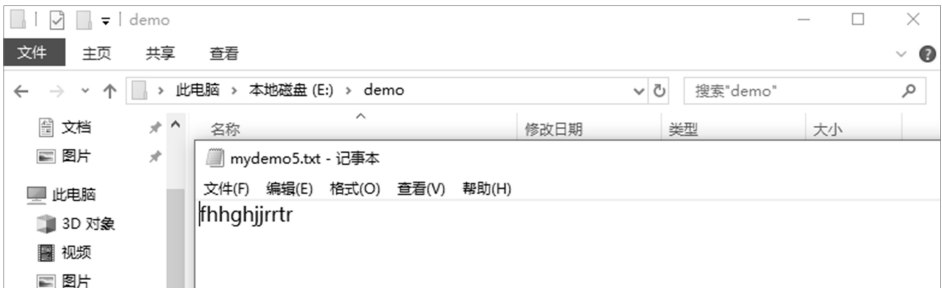 demo
文件 主页 共享 查看
此电脑 本地磁盘 (E:) demo 搜索"demo"
文档 名称 修改日期 类型 大小
图片 mydemo5.txt - 记事本
文件(F) 编辑(E) 格式(O) 查看(V) 帮助(H)
此电脑
fhhghjjrrtr
3D 对象
视频
图片